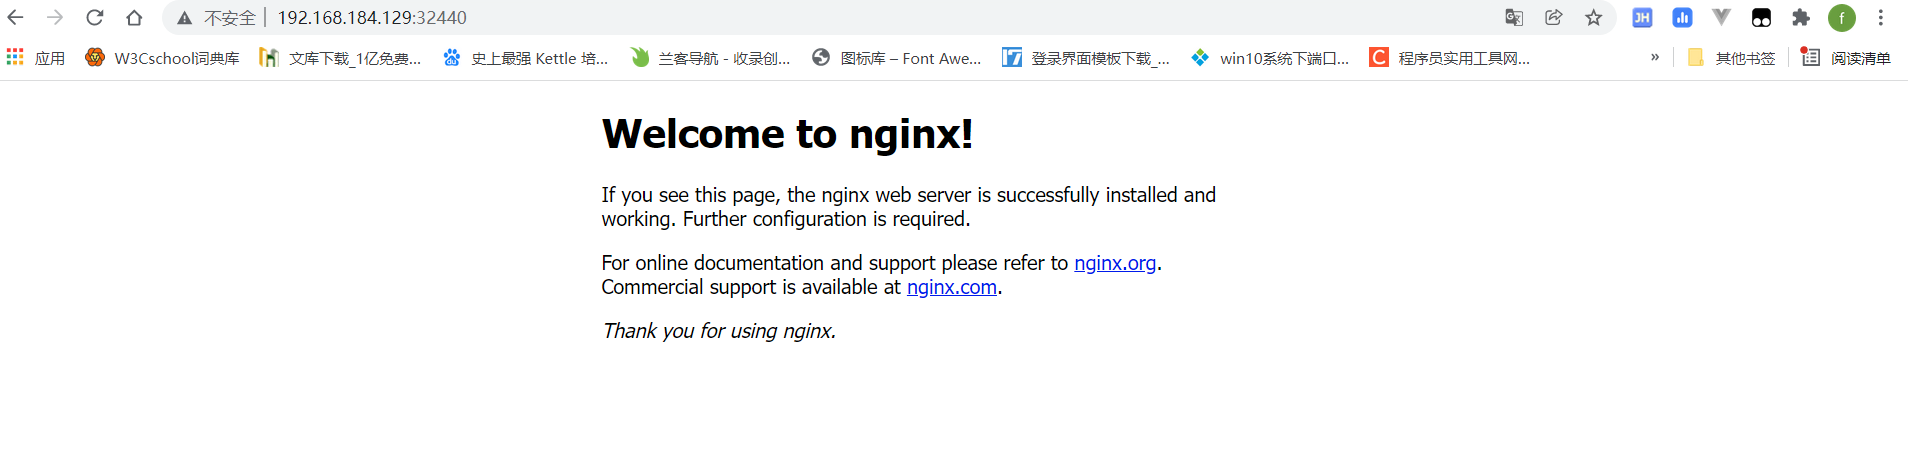 不安全 192.168.184.129:32440
JH
f
应用 W3Cschool词典库 文库下载_1亿免费... 史上最强 Kettle 培... 兰客导航 - 收录创... 图标库 – Font Awe... 登录界面模板下载_... win10系统下端口... C 程序员实用工具网... » 其他书签 阅读清单
Welcome to nginx!
If you see this page, the nginx web server is successfully installed and
working. Further configuration is required.
For online documentation and support please refer to nginx.org.
Commercial support is available at nginx.com.
Thank you for using nginx.